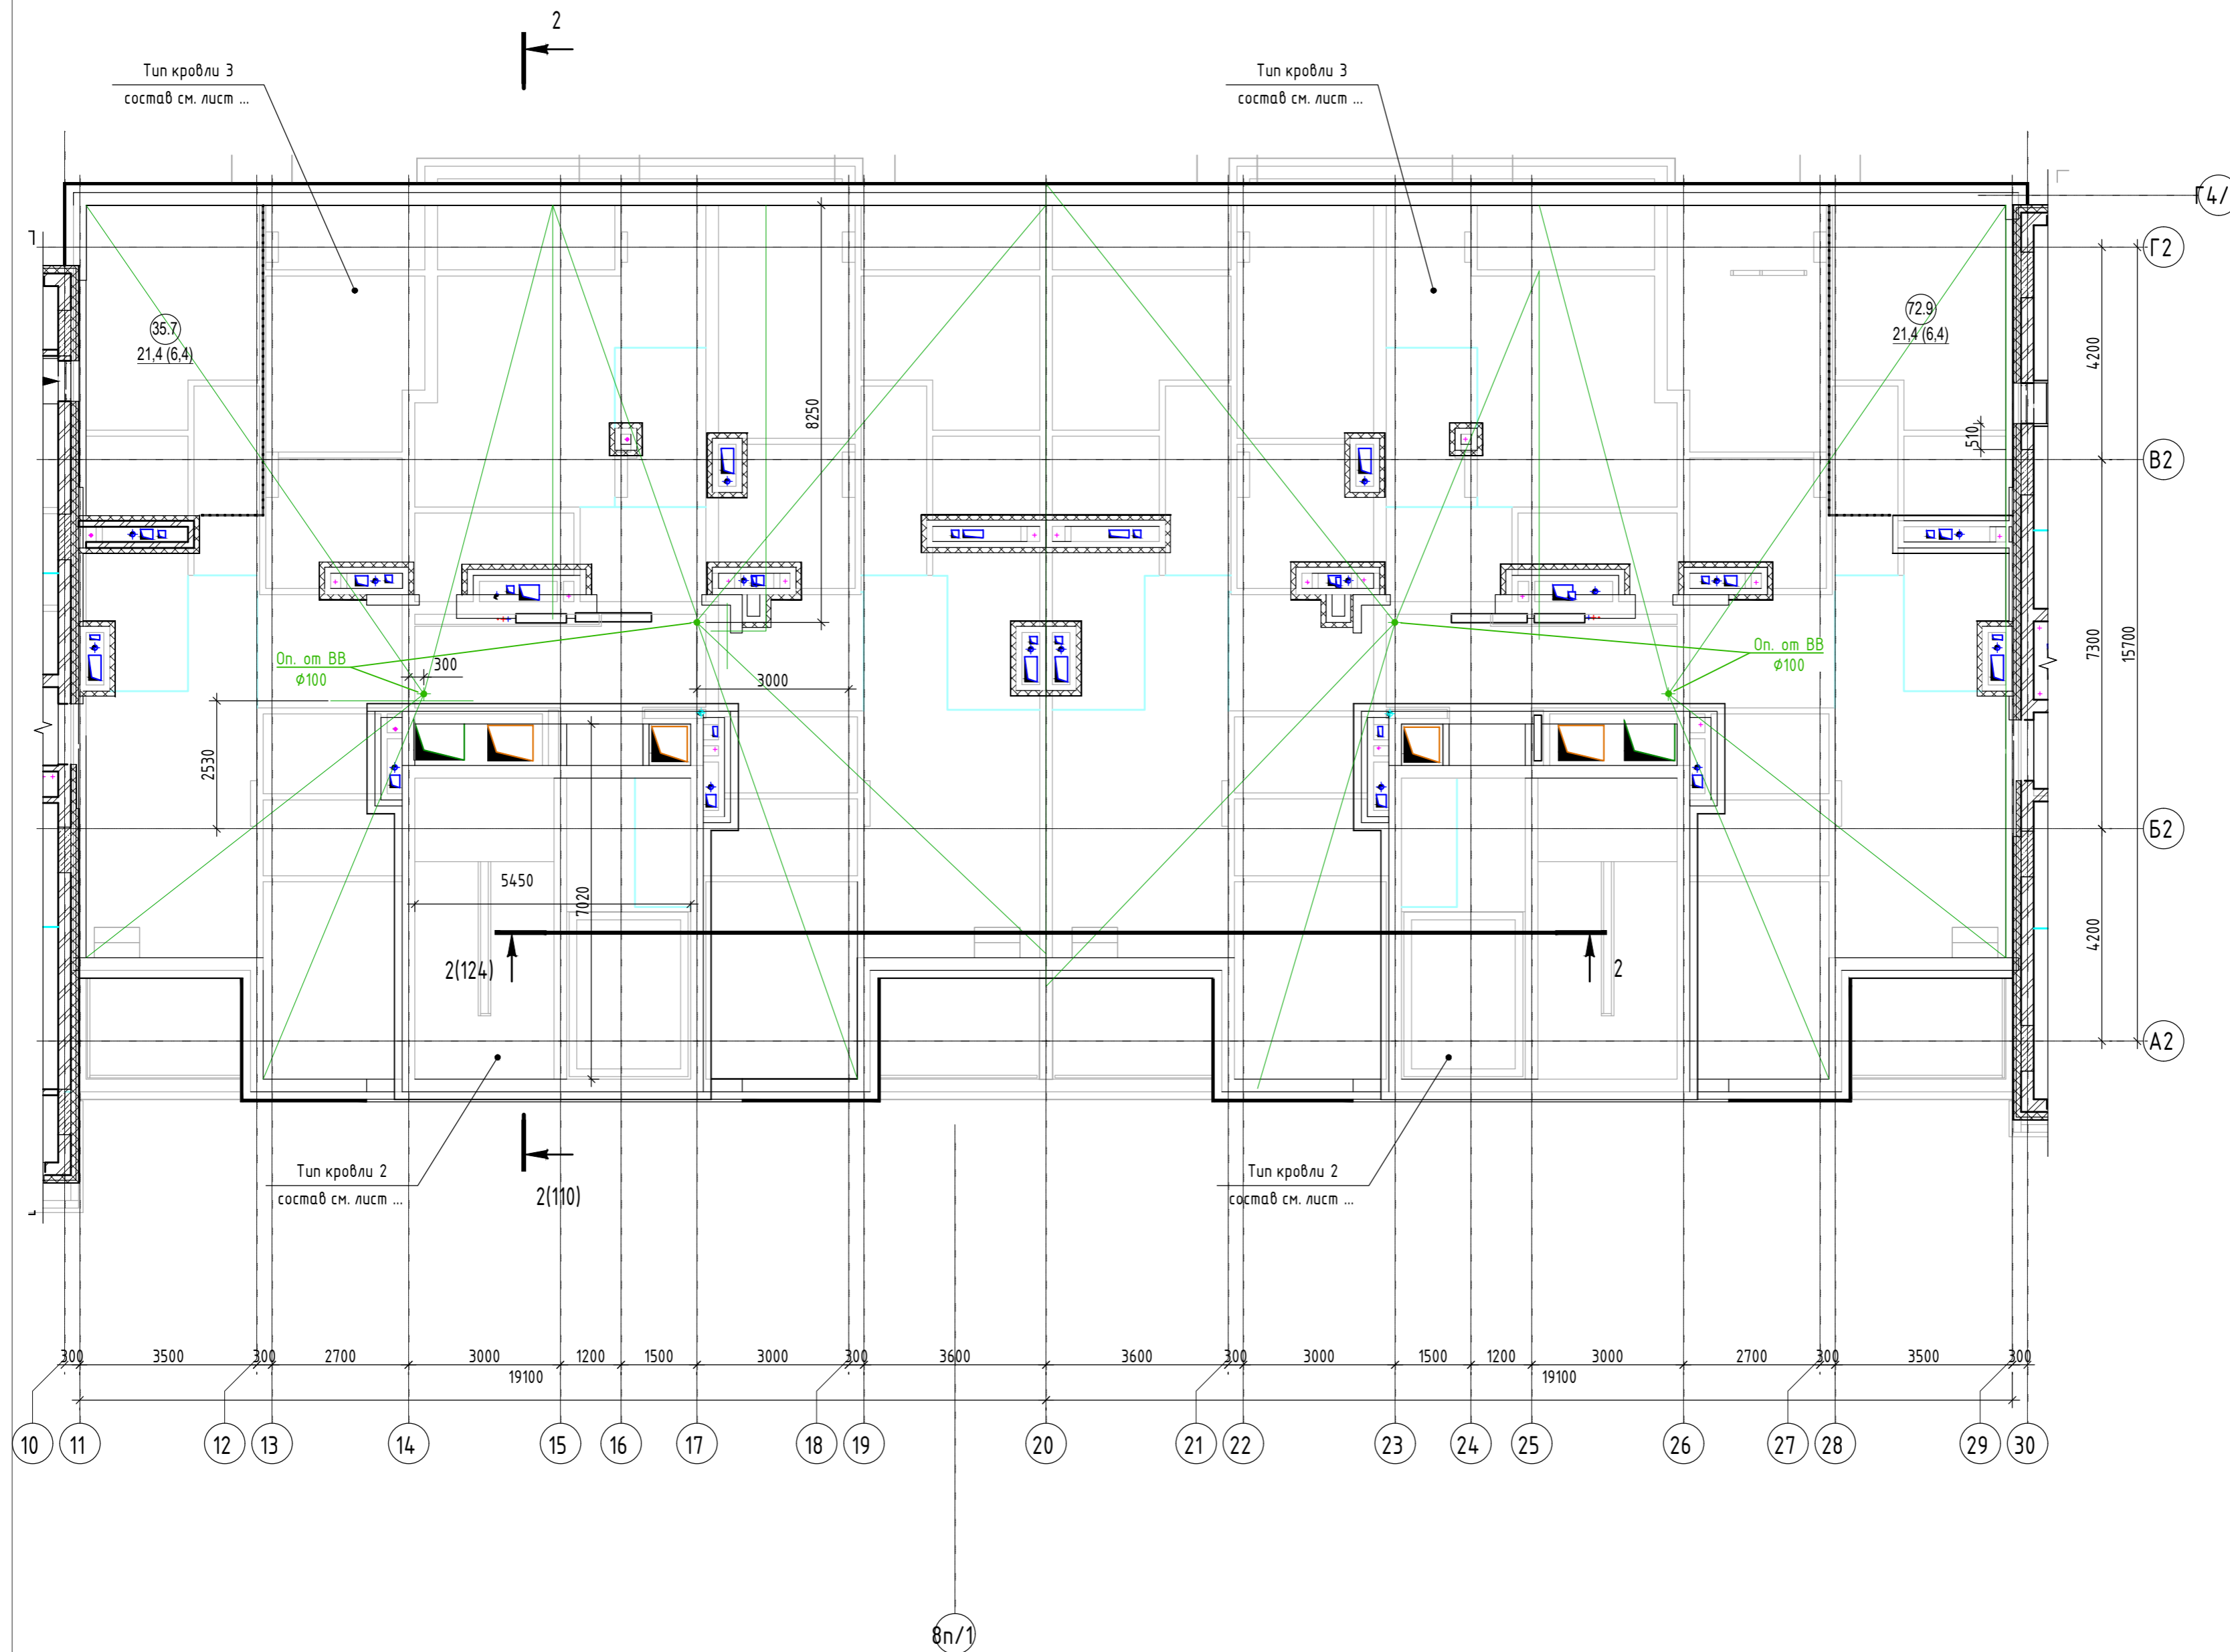 2
Тип кровли 3
состав см. лист ...
Тип кровли 3
состав см. лист ...
Г4/
Г2
35.7
21,4 (6,4)
72.9
21,4 (6,4)
4200
8250
510
В2
Оп. от ВВ
ϕ100
300
3000
Оп. от ВВ
ϕ100
7300
15700
2530
Б2
5450
7020
4200
2(124)
2
А2
Тип кровли 2
состав см. лист ...
2(110)
Тип кровли 2
состав см. лист ...
300 3500 300 2700 3000 1200 1500 3000 300 3600 3600 300 3000 1500 1200 3000 2700 300 3500 300
19100 19100
10 11 12 13 14 15 16 17 18 19 20 21 22 23 24 25 26 27 28 29 30
8п/1